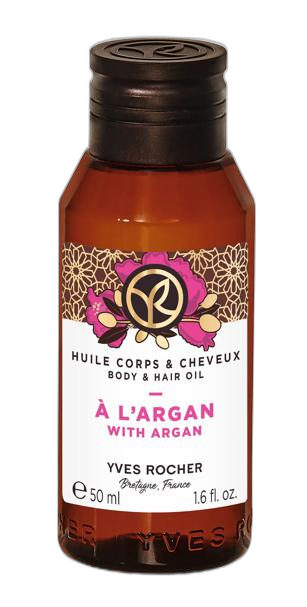 HUILE CORPS & CHEVEUX
BODY & HAIR OIL
À L'ARGAN
WITH ARGAN
YVES ROCHER
Bretagne, France
℮ 50 ml 1.6 fl. oz.
YVES